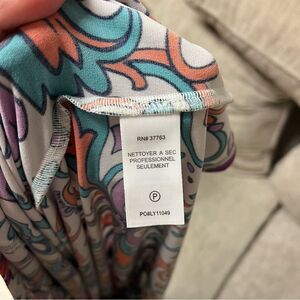 RN# 37763
NETTOYER A SEC
PROFESSIONNEL
SEULEMENT
P
PO#LY11049